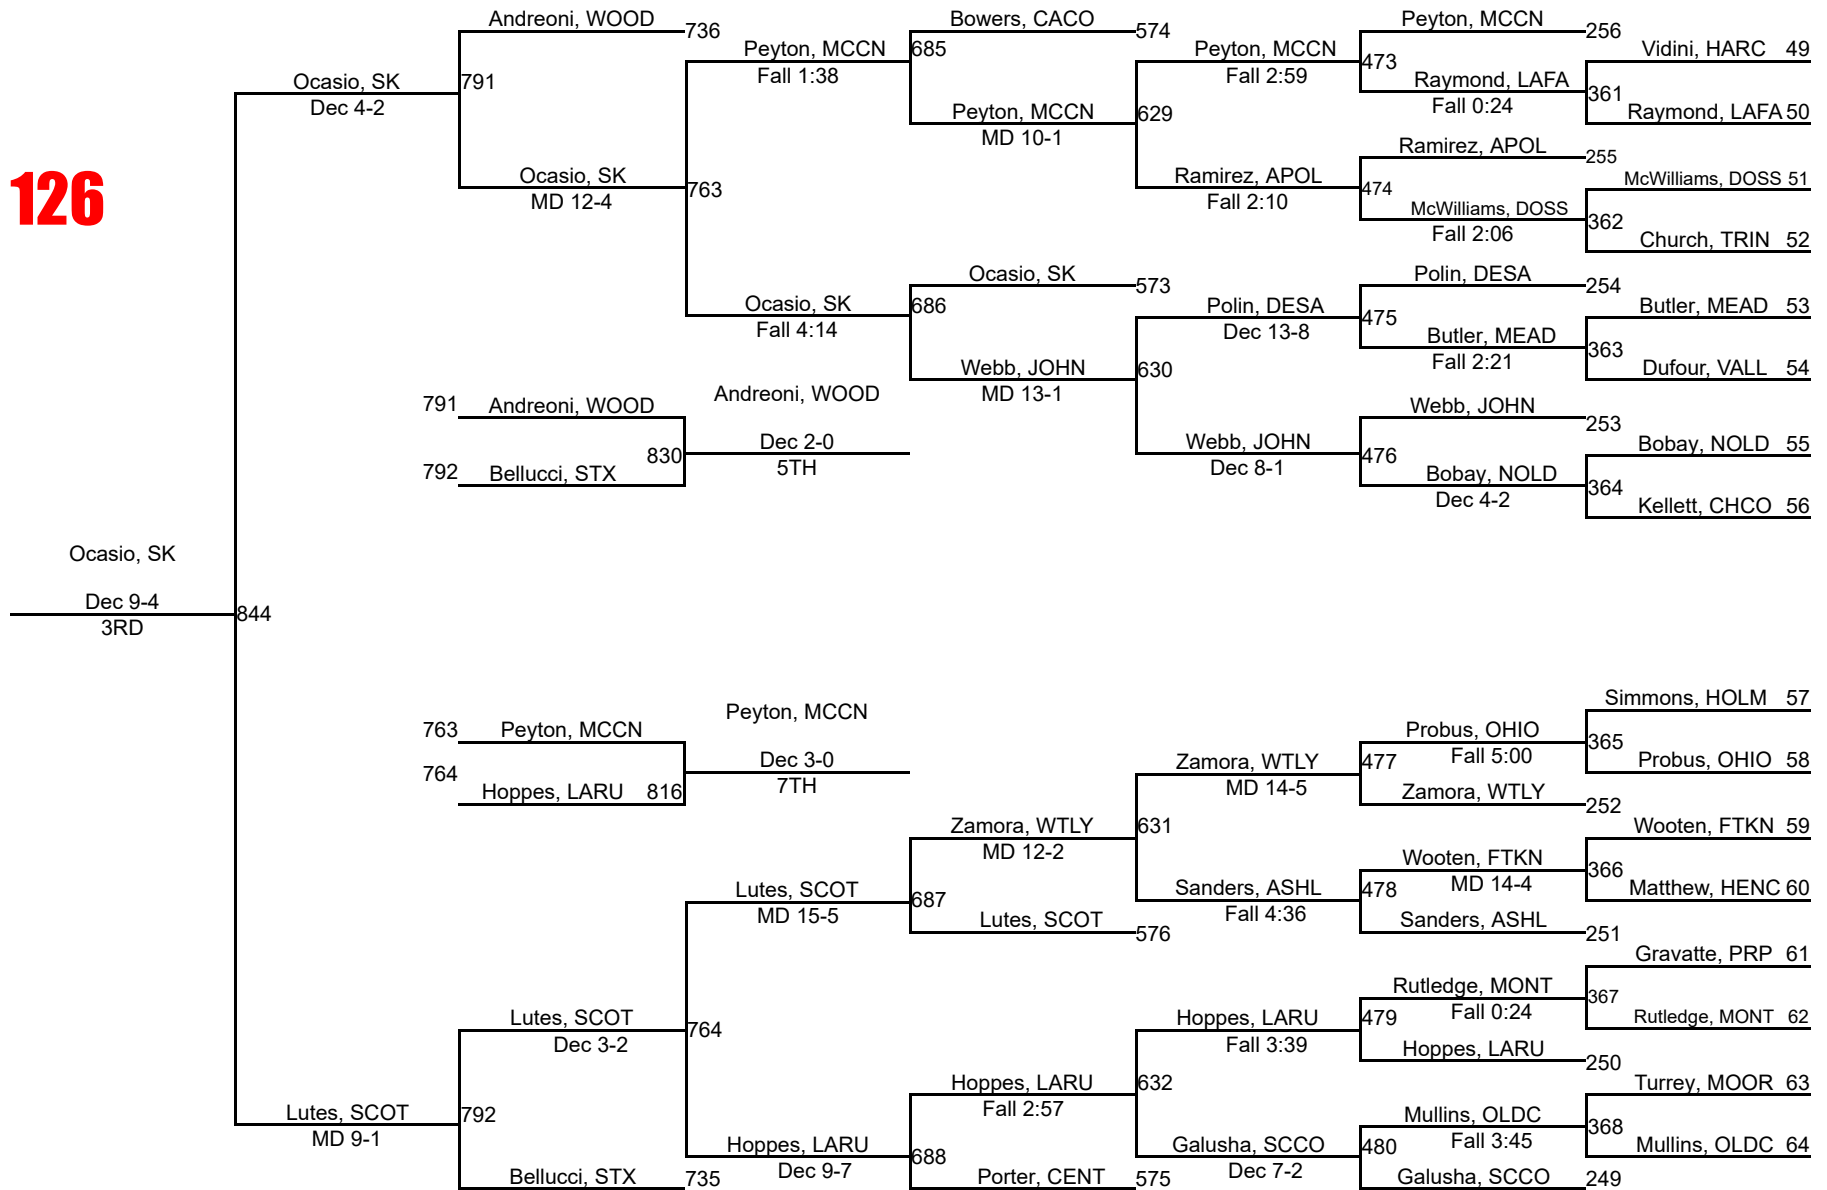 Andreoni, WOOD
736
Bowers, CACO
574
Peyton, MCCN
256
Peyton, MCCN
685
Fall 1:38
Peyton, MCCN
473
Fall 2:59
Vidini, HARC 49
Ocasio, SK
791
Dec 4-2
Raymond, LAFA
361
Fall 0:24
Peyton, MCCN
629
MD 10-1
Raymond, LAFA 50
Ramirez, APOL
255
126
Ocasio, SK
763
MD 12-4
Ramirez, APOL
474
Fall 2:10
McWilliams, DOSS 51
McWilliams, DOSS
362
Fall 2:06
Church, TRIN 52
Ocasio, SK
573
Polin, DESA
254
Ocasio, SK
686
Fall 4:14
Polin, DESA
475
Dec 13-8
Butler, MEAD 53
Butler, MEAD
363
Fall 2:21
Webb, JOHN
630
MD 13-1
Dufour, VALL 54
791
Andreoni, WOOD
Andreoni, WOOD
Webb, JOHN
253
830
Dec 2-0
5TH
Webb, JOHN
476
Dec 8-1
Bobay, NOLD 55
792
Bellucci, STX
Bobay, NOLD
364
Dec 4-2
Kellett, CHCO 56
Ocasio, SK
Dec 9-4
844
3RD
Simmons, HOLM 57
763
Peyton, MCCN
Peyton, MCCN
Probus, OHIO
365
Fall 5:00
764
Dec 3-0
7TH
Zamora, WTLY
477
MD 14-5
Probus, OHIO 58
Hoppes, LARU 816
Zamora, WTLY
252
Zamora, WTLY
631
MD 12-2
Wooten, FTKN 59
Wooten, FTKN
366
MD 14-4
Lutes, SCOT
687
MD 15-5
Sanders, ASHL
478
Fall 4:36
Matthew, HENC 60
Lutes, SCOT
576
Sanders, ASHL
251
Gravatte, PRP 61
Rutledge, MONT
367
Fall 0:24
Lutes, SCOT
764
Dec 3-2
Hoppes, LARU
479
Fall 3:39
Rutledge, MONT 62
Hoppes, LARU
250
Hoppes, LARU
632
Fall 2:57
Turrey, MOOR 63
Lutes, SCOT
792
MD 9-1
Mullins, OLDC
368
Fall 3:45
Hoppes, LARU
688
Dec 9-7
Galusha, SCCO
480
Dec 7-2
Mullins, OLDC 64
Bellucci, STX
735
Porter, CENT
575
Galusha, SCCO
249